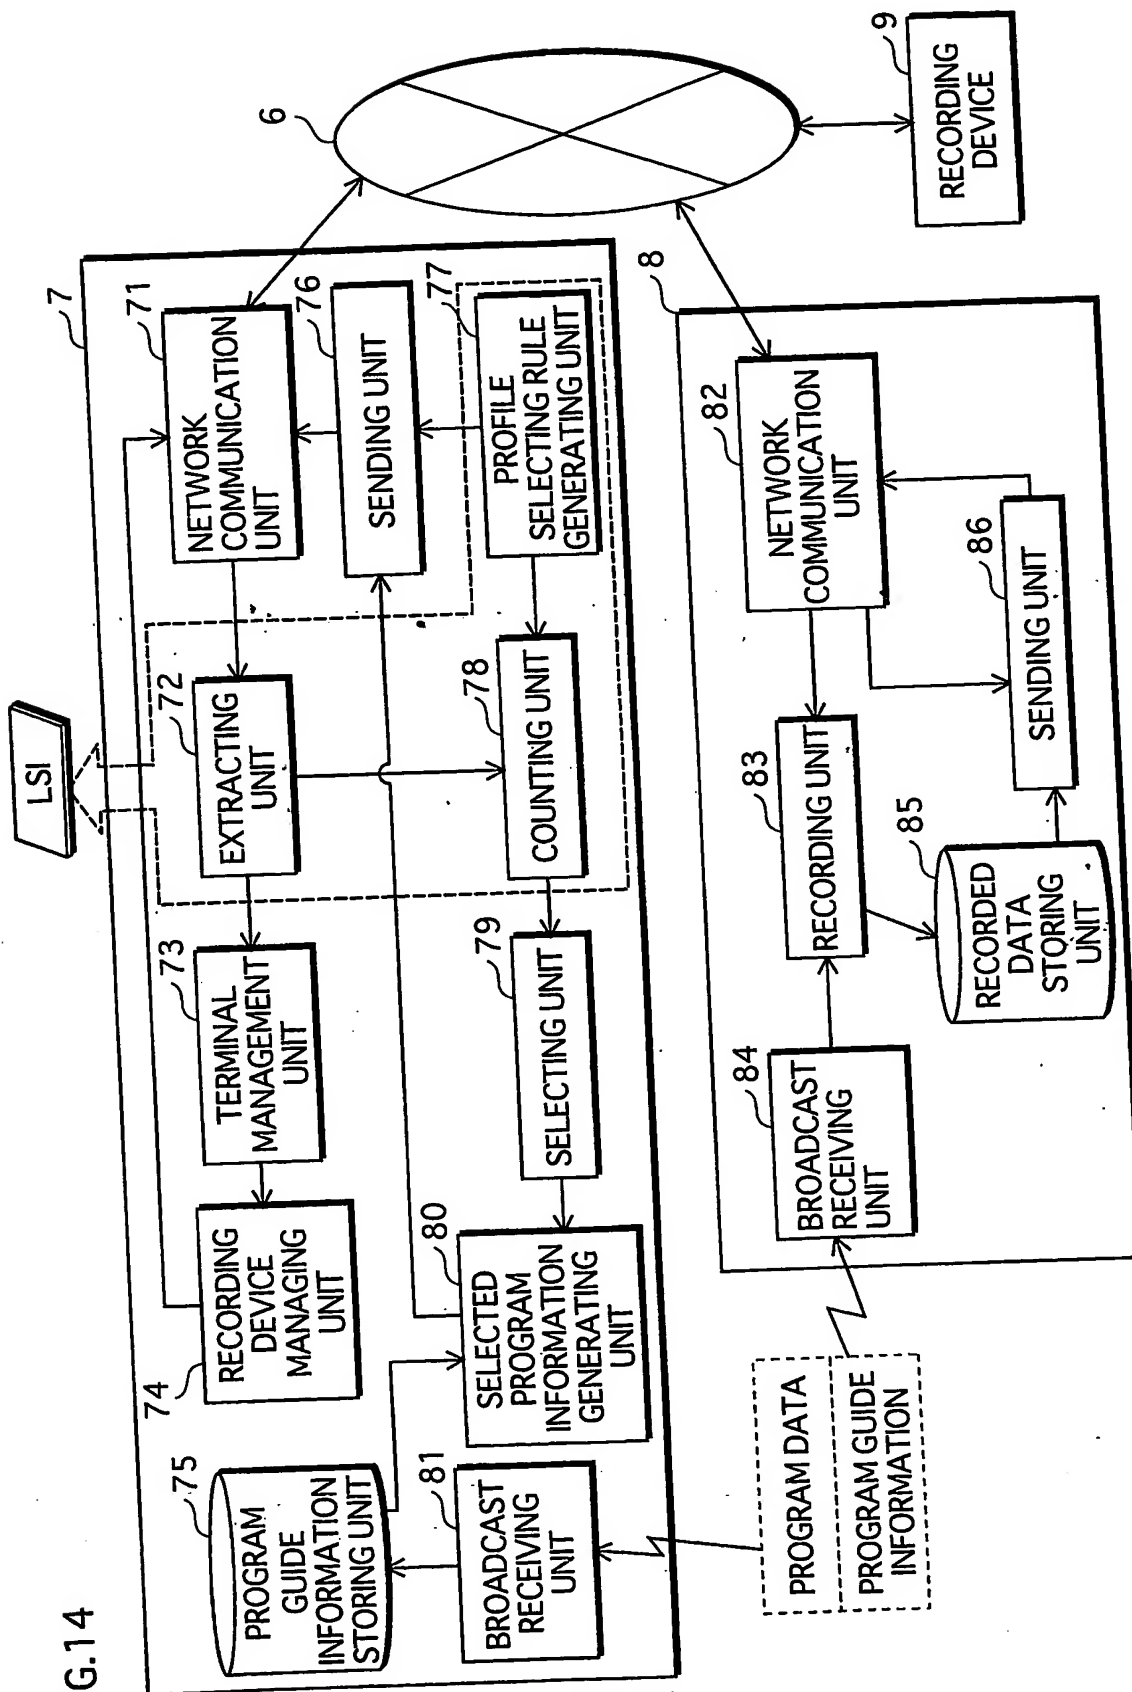 G.14
LSI
7
71
NETWORK
COMMUNICATION
UNIT
72
EXTRACTING
UNIT
73
TERMINAL
MANAGEMENT
UNIT
74
RECORDING
DEVICE
MANAGING
UNIT
75
PROGRAM
GUIDE
INFORMATION
STORING UNIT
76
SENDING UNIT
77
PROFILE
SELECTING RULE
GENERATING UNIT
78
COUNTING UNIT
79
SELECTING UNIT
80
SELECTED
PROGRAM
INFORMATION
GENERATING
UNIT
81
BROADCAST
RECEIVING
UNIT
6
9
RECORDING
DEVICE
8
82
NETWORK
COMMUNICATION
UNIT
83
RECORDING UNIT
84
BROADCAST
RECEIVING
UNIT
85
RECORDED
DATA
STORING
UNIT
86
SENDING UNIT
PROGRAM DATA
PROGRAM GUIDE
INFORMATION